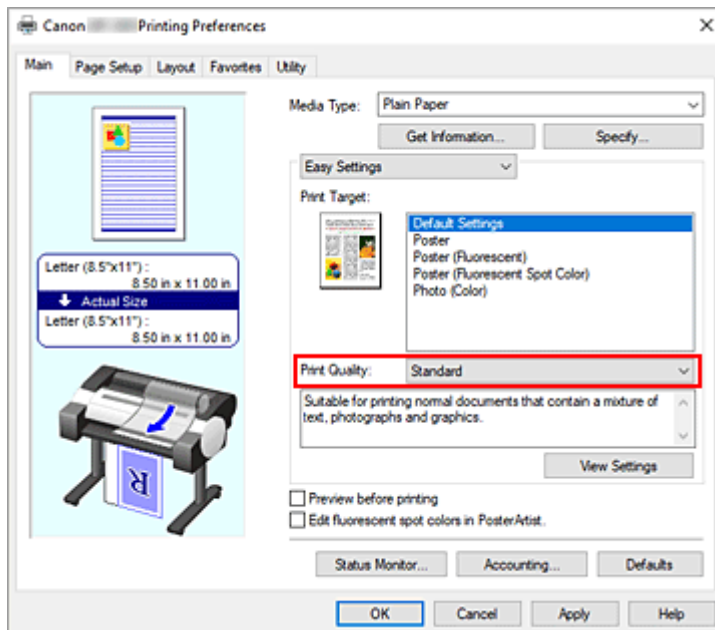 Canon Printing Preferences
Main Page Setup Layout Favorites Utility
Media Type: Plain Paper
Get Information... Specify...
Easy Settings
Print Target:
Default Settings
Poster
Poster (Fluorescent)
Poster (Fluorescent Spot Color)
Photo (Color)
Letter (8.5"x11") :
8.50 in x 11.00 in
Actual Size
Letter (8.5"x11") :
8.50 in x 11.00 in
Print Quality: Standard
Suitable for printing normal documents that contain a mixture of
text, photographs and graphics.
View Settings
R
Preview before printing
Edit fluorescent spot colors in PosterArtist.
Status Monitor... Accounting... Defaults
OK Cancel Apply Help